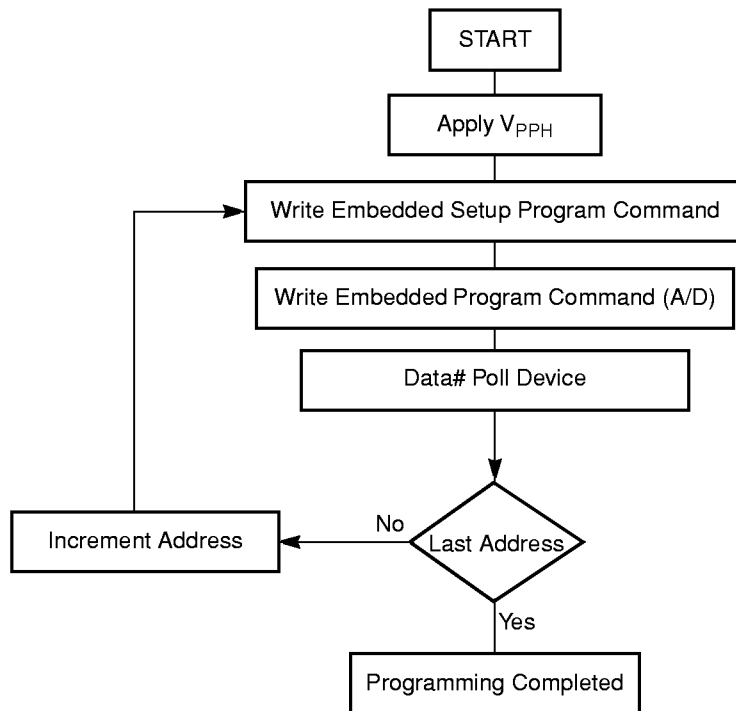 START
Apply VPPH
Write Embedded Setup Program Command
Write Embedded Program Command (A/D)
Data# Poll Device
No
Increment Address
Last Address
Yes
Programming Completed